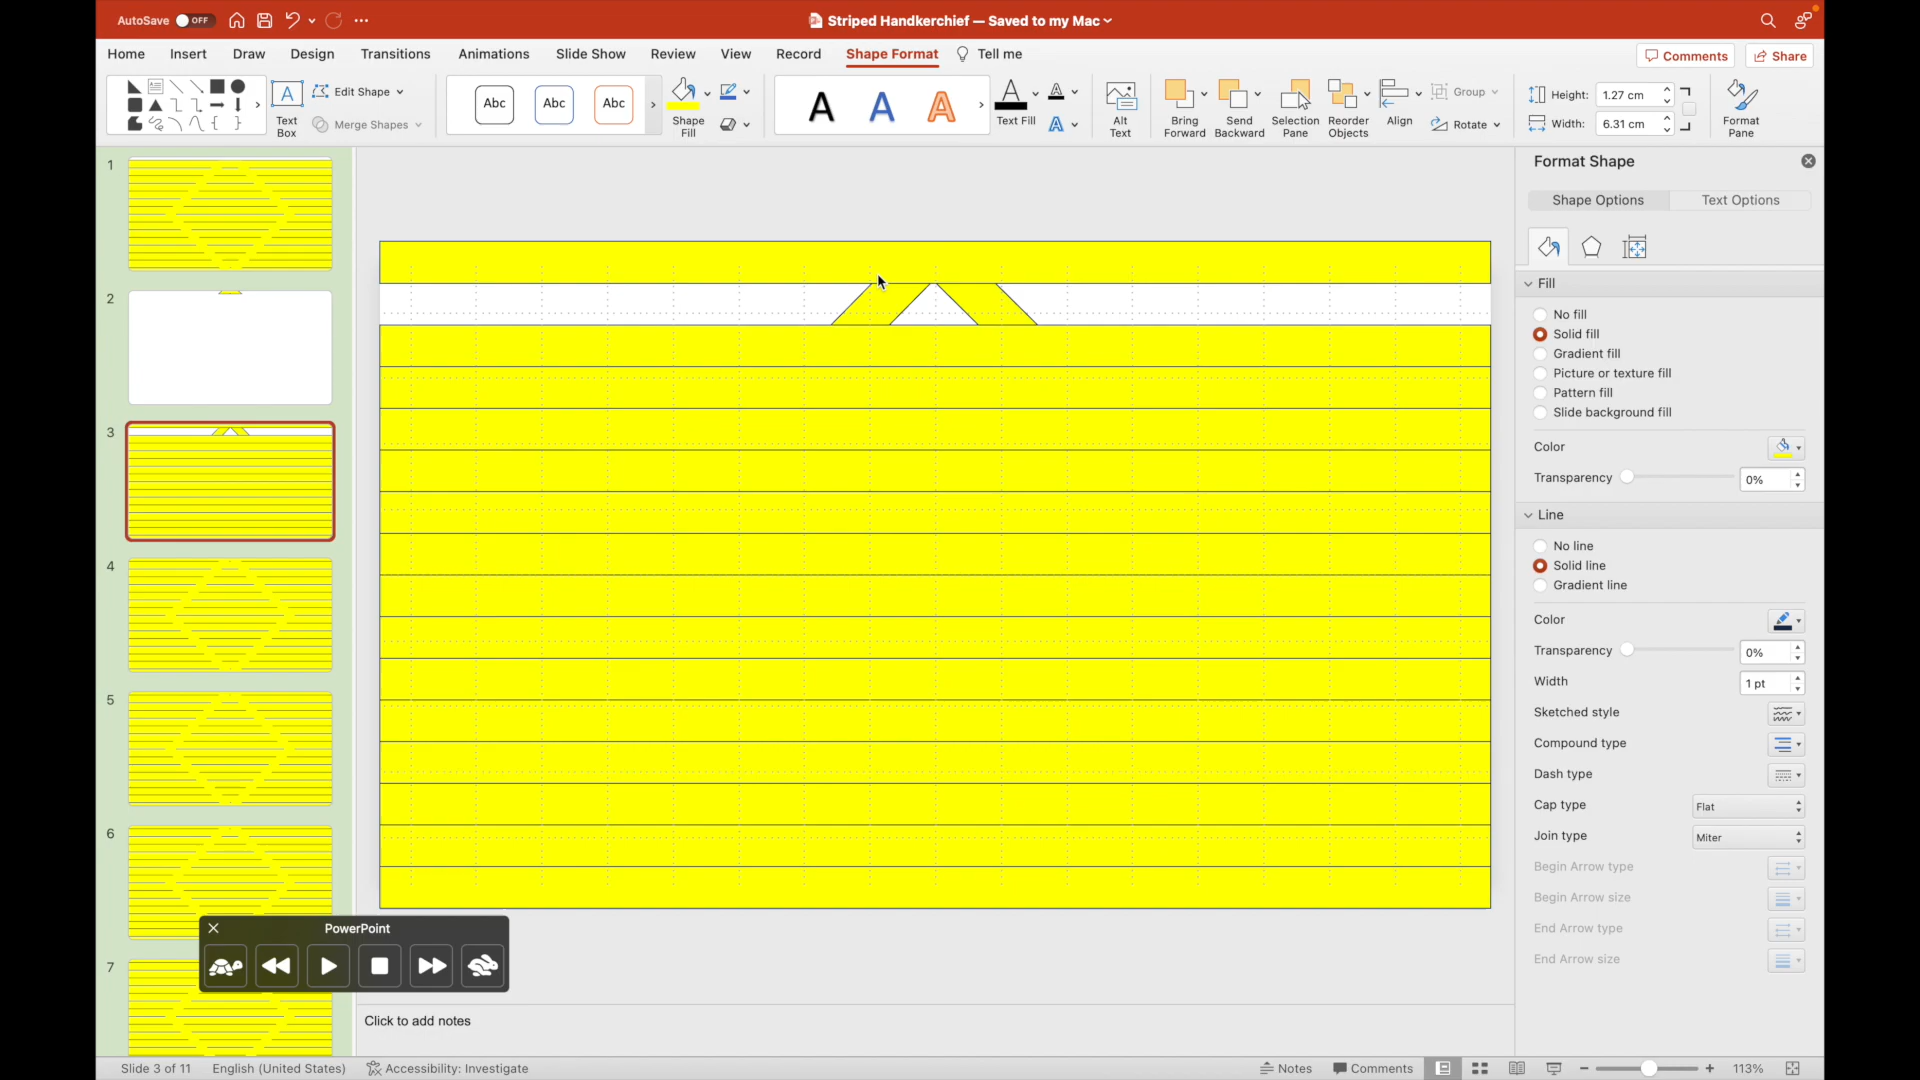 AutoSave OFF
Striped Handkerchief — Saved to my Mac
Home Insert Draw Design Transitions Animations Slide Show Review View Record Shape Format Tell me
Comments Share
A Text Box
Edit Shape
Merge Shapes
Abc Abc Abc
Shape Fill
A A A
Text Fill
Alt Text
Bring Forward
Send Backward
Selection Pane
Reorder Objects
Align
Group
Rotate
Height: 1.27 cm
Width: 6.31 cm
Format Pane
1
2
3
4
5
6
7
Format Shape
Shape Options Text Options
Fill
No fill
Solid fill
Gradient fill
Picture or texture fill
Pattern fill
Slide background fill
Color
Transparency 0%
Line
No line
Solid line
Gradient line
Color
Transparency 0%
Width 1 pt
Sketched style
Compound type
Dash type
Cap type Flat
Join type Miter
Begin Arrow type
Begin Arrow size
End Arrow type
End Arrow size
PowerPoint
Click to add notes
Slide 3 of 11 English (United States) Accessibility: Investigate
Notes Comments 113%